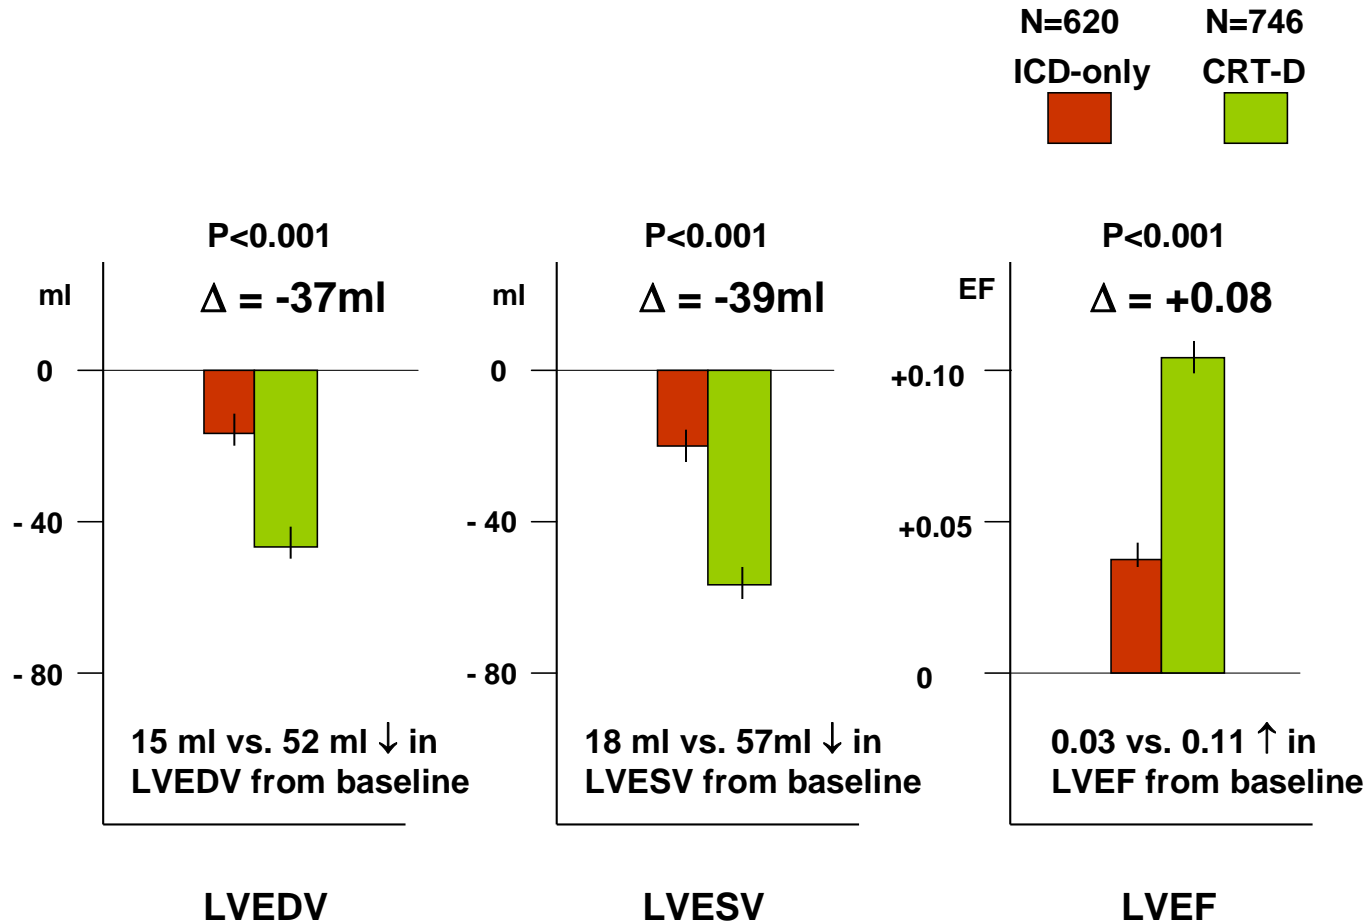 N=620 N=746
ICD-only CRT-D
P<0.001
ml
Δ = -37ml
0
- 40
- 80
15 ml vs. 52 ml ↓ in
LVEDV from baseline
LVEDV
P<0.001
ml
Δ = -39ml
0
- 40
- 80
18 ml vs. 57ml ↓ in
LVESV from baseline
LVESV
P<0.001
EF
Δ = +0.08
+0.10
+0.05
0
0.03 vs. 0.11 ↑ in
LVEF from baseline
LVEF